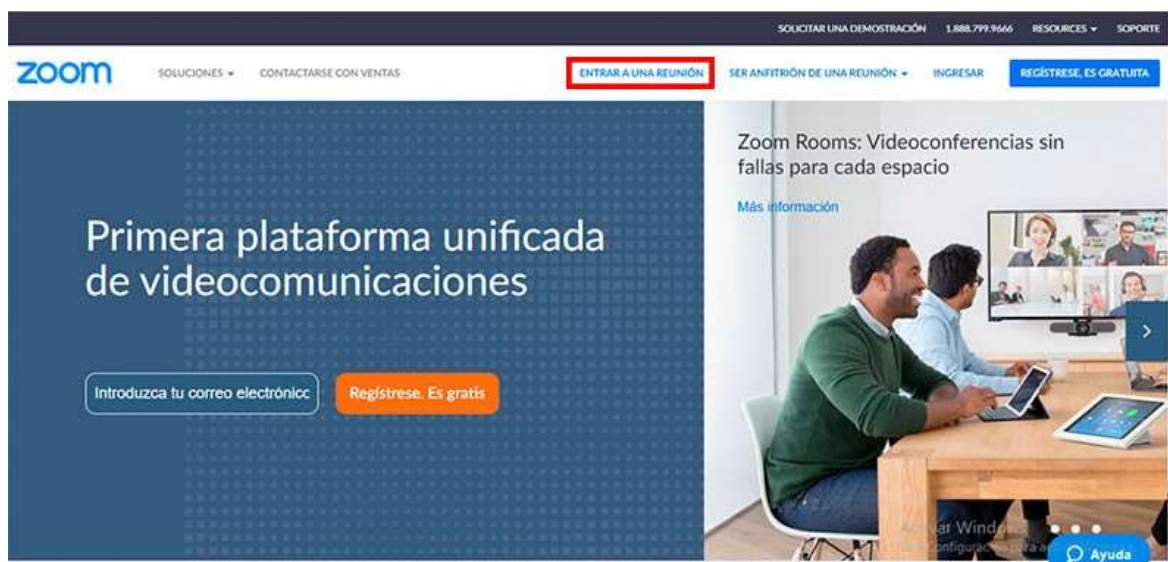 SOLICITAR UNA DEMOSTRACIÓN 1.888.799.9666 RESOURCES SOPORTE
zoom SOLUCIONES CONTACTARSE CON VENTAS ENTRAR A UNA REUNIÓN SER ANFITRIÓN DE UNA REUNIÓN INGRESAR REGÍSTRESE, ES GRATUITA
Zoom Rooms: Videoconferencias sin
fallas para cada espacio
Más información
Primera plataforma unificada
de videocomunicaciones
Introduzca tu correo electrónicc Regístrese. Es gratis
Activar Windows
Ayuda